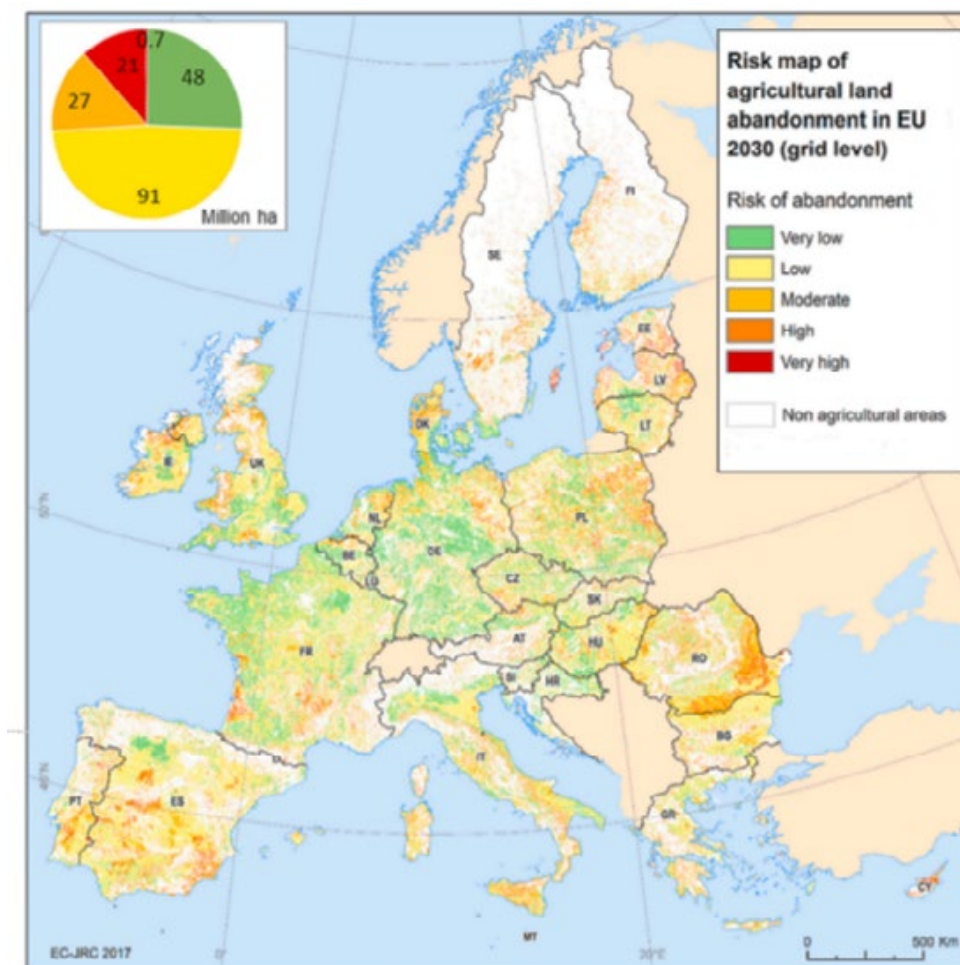 0.7
21
48
27
91
Million ha
Risk map of
agricultural land
abandonment in EU
2030 (grid level)
Risk of abandonment
Very low
Low
Moderate
High
Very high
Non agricultural areas
FI
SE
EE
LV
LT
DK
IE
UK
NL
PL
BE
DE
LU
CZ
SK
FR
AT
HU
RO
SI
HR
IT
BG
PT
ES
GR
CY
MT
50°N
EC-JRC 2017
0°
20°E
0
500 Km